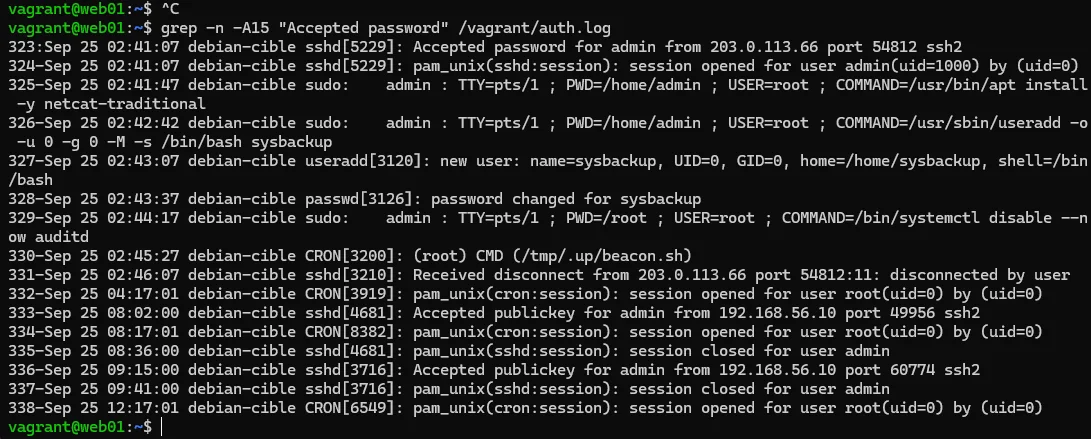 vagrant@web01:~$ ^C
vagrant@web01:~$ grep -n -A15 "Accepted password" /vagrant/auth.log
323:Sep 25 02:41:07 debian-cible sshd[5229]: Accepted password for admin from 203.0.113.66 port 54812 ssh2
324-Sep 25 02:41:07 debian-cible sshd[5229]: pam_unix(sshd:session): session opened for user admin(uid=1000) by (uid=0)
325-Sep 25 02:41:47 debian-cible sudo:    admin : TTY=pts/1 ; PWD=/home/admin ; USER=root ; COMMAND=/usr/bin/apt install
 -y netcat-traditional
326-Sep 25 02:42:42 debian-cible sudo:    admin : TTY=pts/1 ; PWD=/home/admin ; USER=root ; COMMAND=/usr/sbin/useradd -o
 -u 0 -g 0 -M -s /bin/bash sysbackup
327-Sep 25 02:43:07 debian-cible useradd[3120]: new user: name=sysbackup, UID=0, GID=0, home=/home/sysbackup, shell=/bin
/bash
328-Sep 25 02:43:37 debian-cible passwd[3126]: password changed for sysbackup
329-Sep 25 02:44:17 debian-cible sudo:    admin : TTY=pts/1 ; PWD=/root ; USER=root ; COMMAND=/bin/systemctl disable --n
ow auditd
330-Sep 25 02:45:27 debian-cible CRON[3200]: (root) CMD (/tmp/.up/beacon.sh)
331-Sep 25 02:46:07 debian-cible sshd[3210]: Received disconnect from 203.0.113.66 port 54812:11: disconnected by user
332-Sep 25 04:17:01 debian-cible CRON[3919]: pam_unix(cron:session): session opened for user root(uid=0) by (uid=0)
333-Sep 25 08:02:00 debian-cible sshd[4681]: Accepted publickey for admin from 192.168.56.10 port 49956 ssh2
334-Sep 25 08:17:01 debian-cible CRON[8382]: pam_unix(cron:session): session opened for user root(uid=0) by (uid=0)
335-Sep 25 08:36:00 debian-cible sshd[4681]: pam_unix(sshd:session): session closed for user admin
336-Sep 25 09:15:00 debian-cible sshd[3716]: Accepted publickey for admin from 192.168.56.10 port 60774 ssh2
337-Sep 25 09:41:00 debian-cible sshd[3716]: pam_unix(sshd:session): session closed for user admin
338-Sep 25 12:17:01 debian-cible CRON[6549]: pam_unix(cron:session): session opened for user root(uid=0) by (uid=0)
vagrant@web01:~$